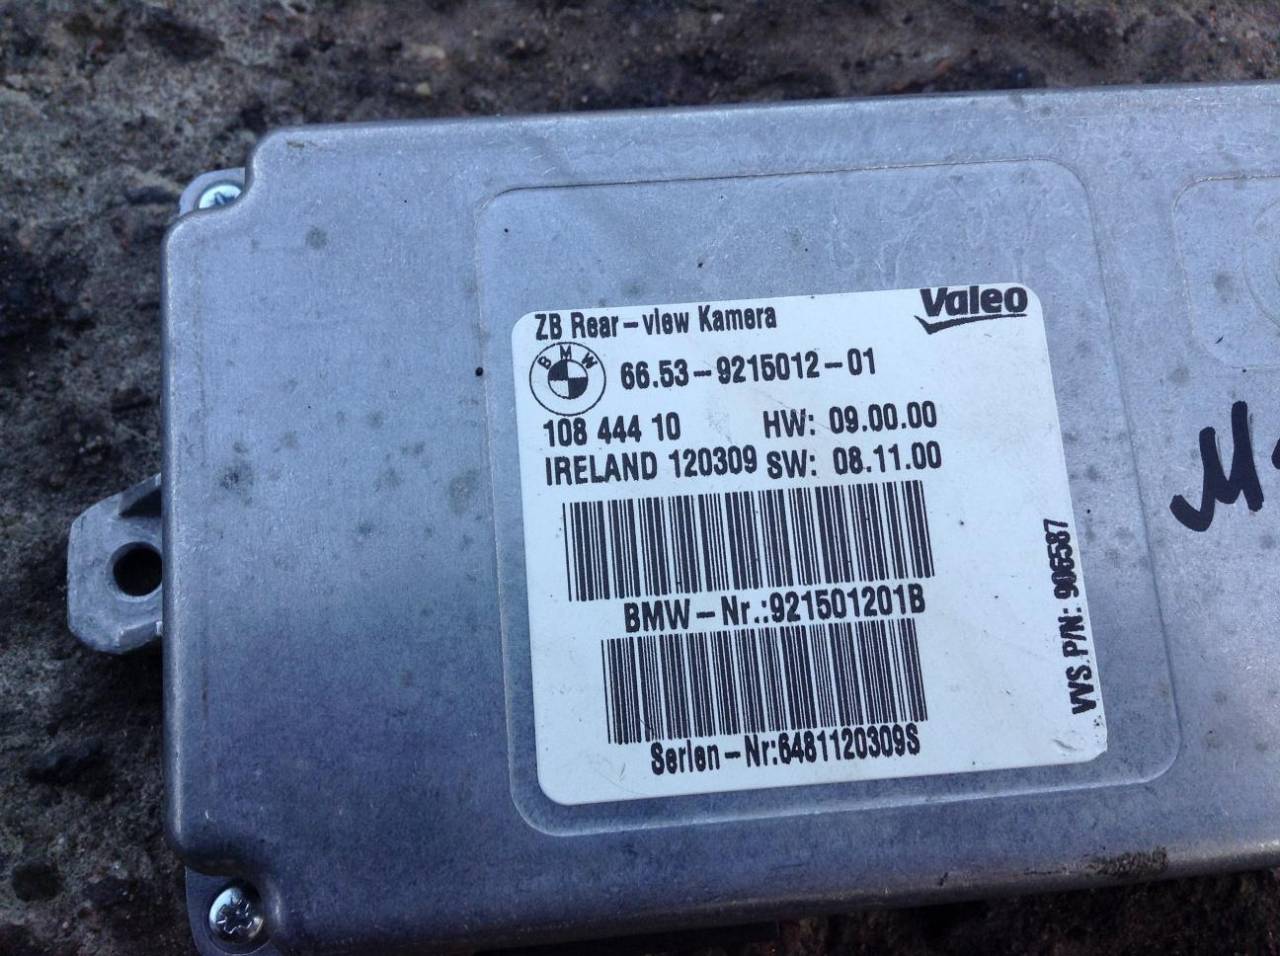 ZB Rear-view Kamera
Valeo
BMW
66.53-9215012-01
108 444 10 HW: 09.00.00
IRELAND 120309 SW: 08.11.00
BMW-Nr.:921501201B
Serien-Nr:6481120309S
VVS.P/N: 906587